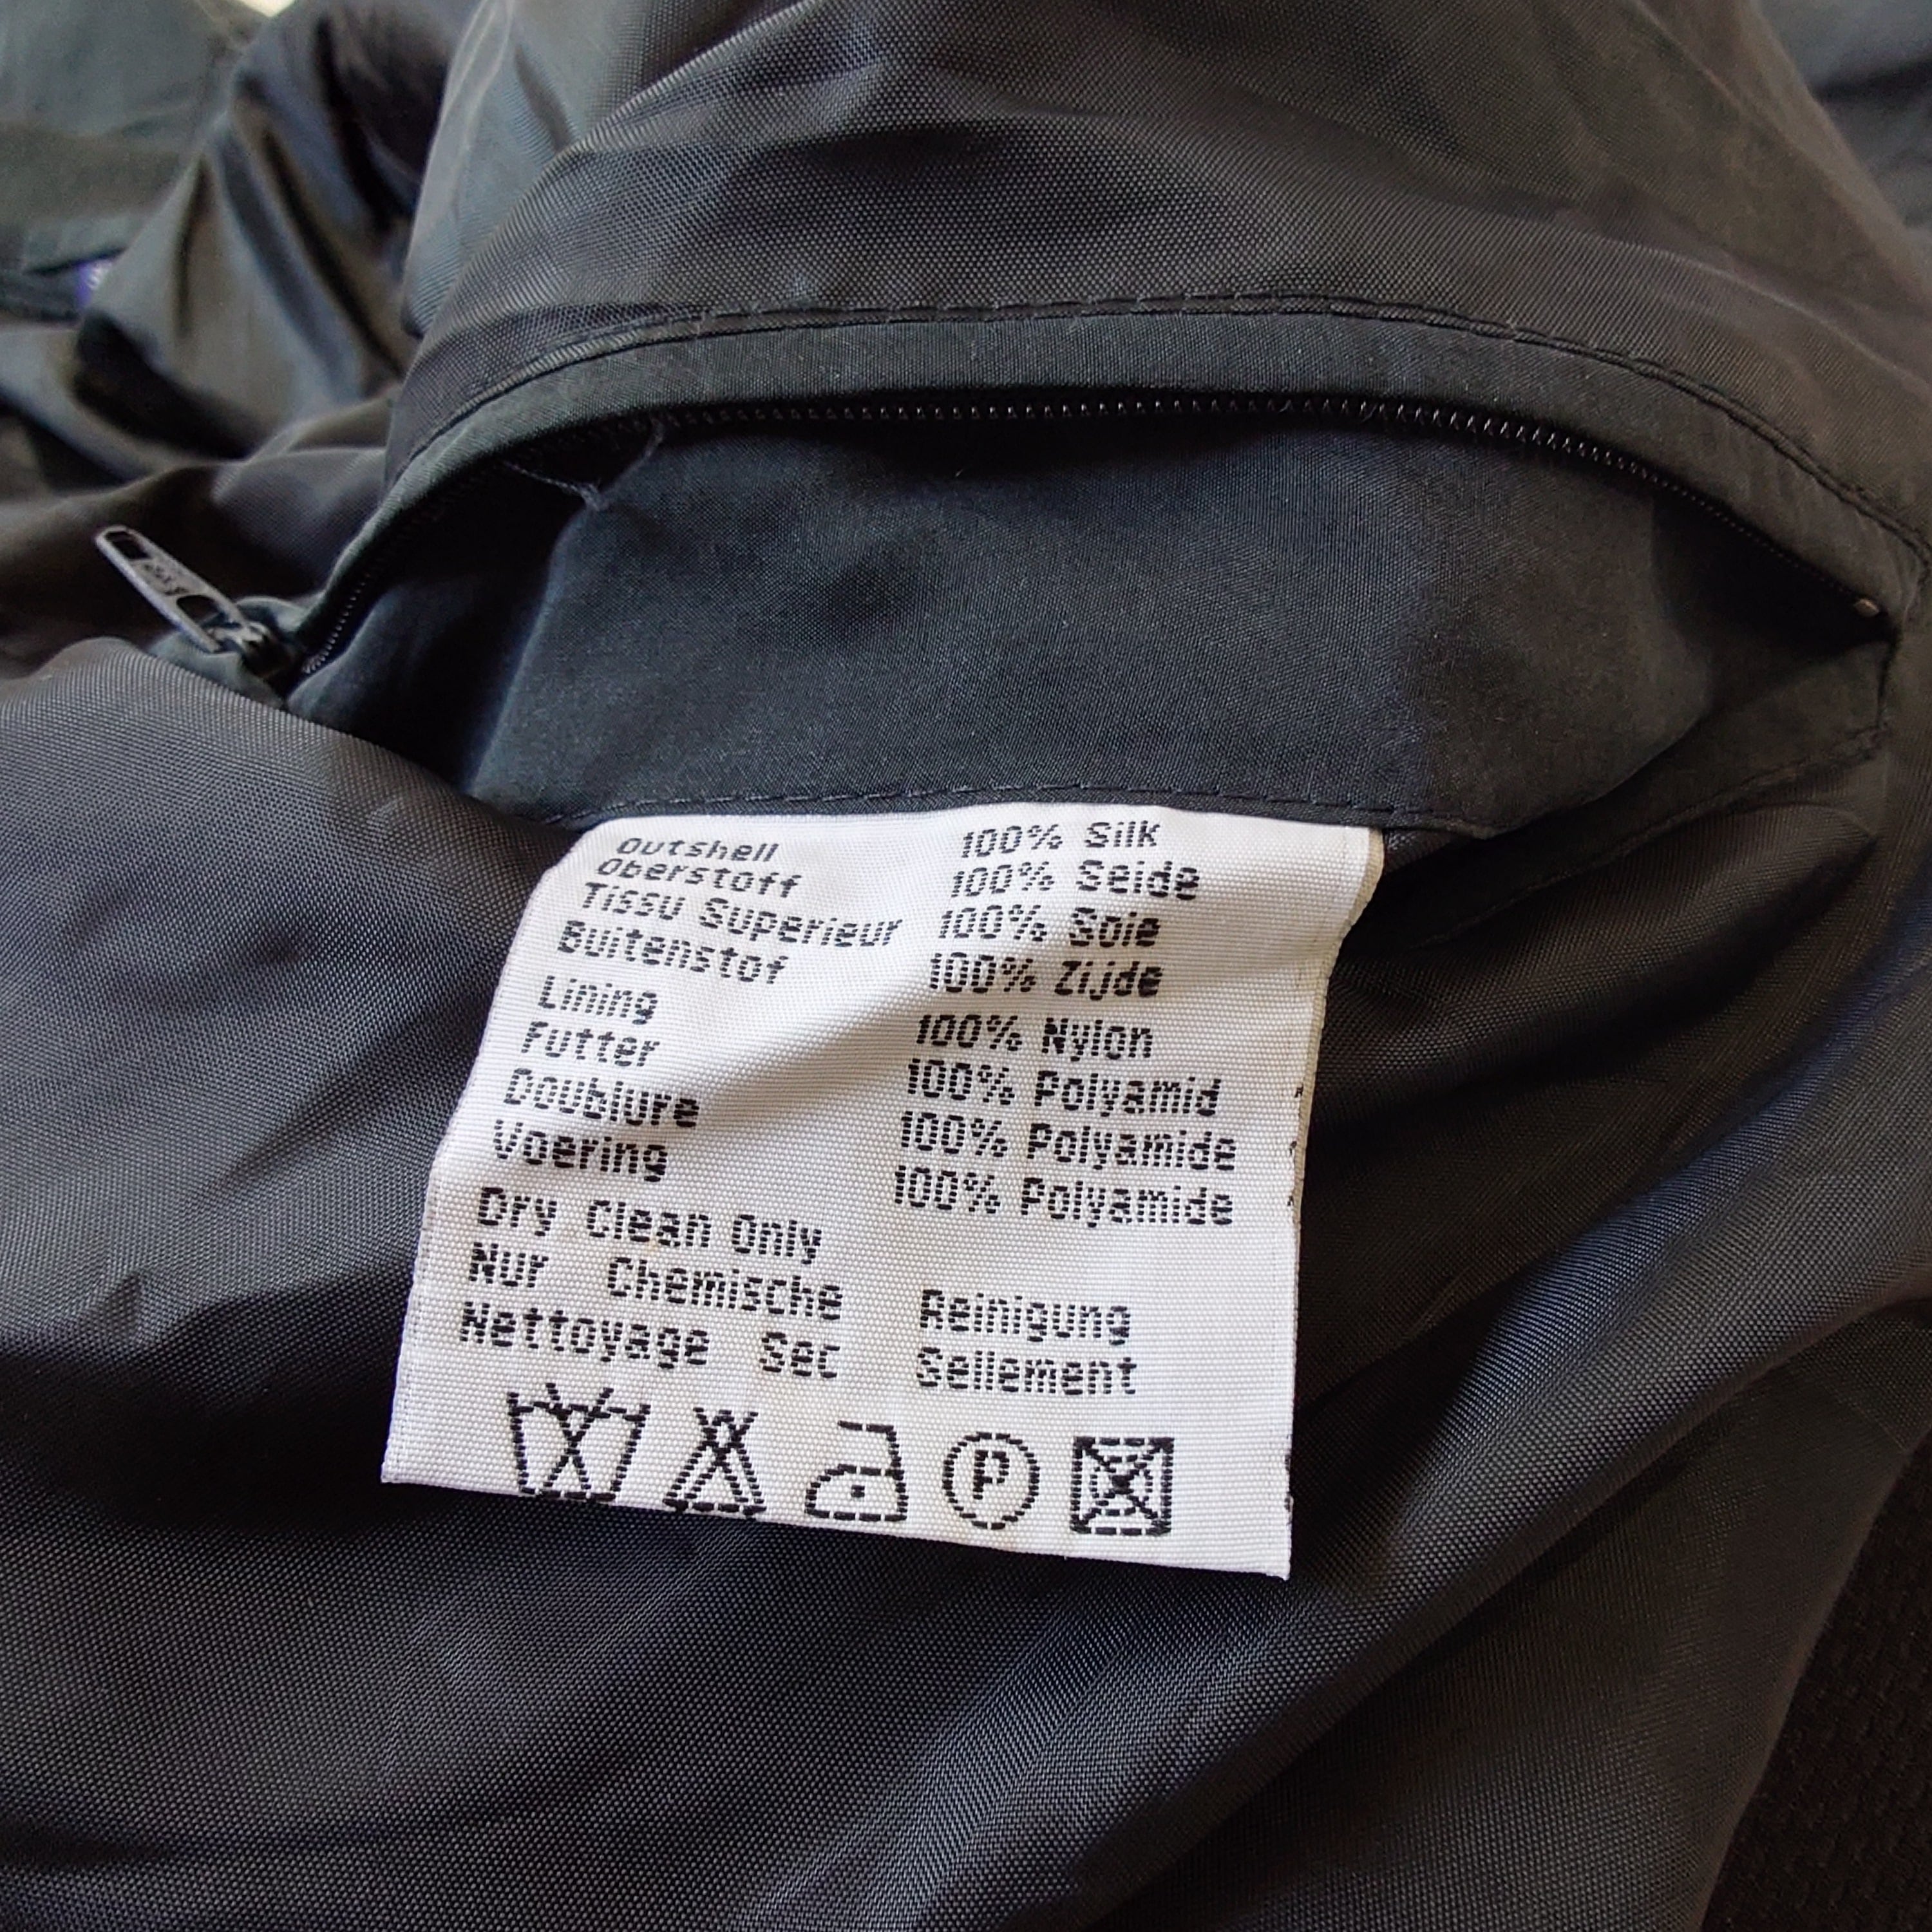 Outshell 100% Silk
Oberstoff 100% Seide
Tissu Superieur 100% Soie
Buitenstof 100% Zijde
Lining 100% Nylon
Futter 100% Polyamid
Doublure 100% Polyamide
Voering 100% Polyamide
Dry Clean Only
Nur Chemische Reinigung
Nettoyage Sec Sellement
P